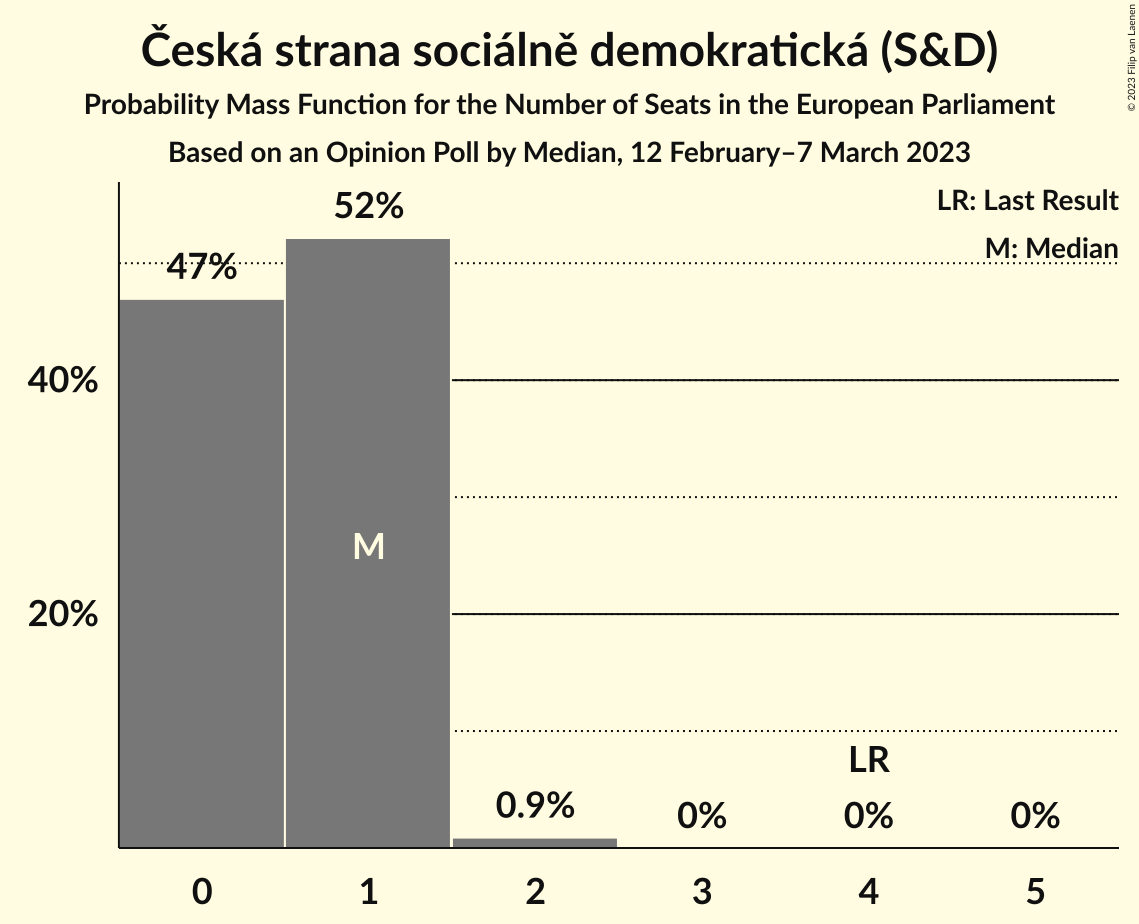 Česká strana sociálně demokratická (S&D)
Probability Mass Function for the Number of Seats in the European Parliament
Based on an Opinion Poll by Median, 12 February–7 March 2023
© 2023 Filip van Laenen
LR: Last Result
M: Median
52%
47%
40%
M
20%
LR
0.9%
0%
0%
0%
0
1
2
3
4
5